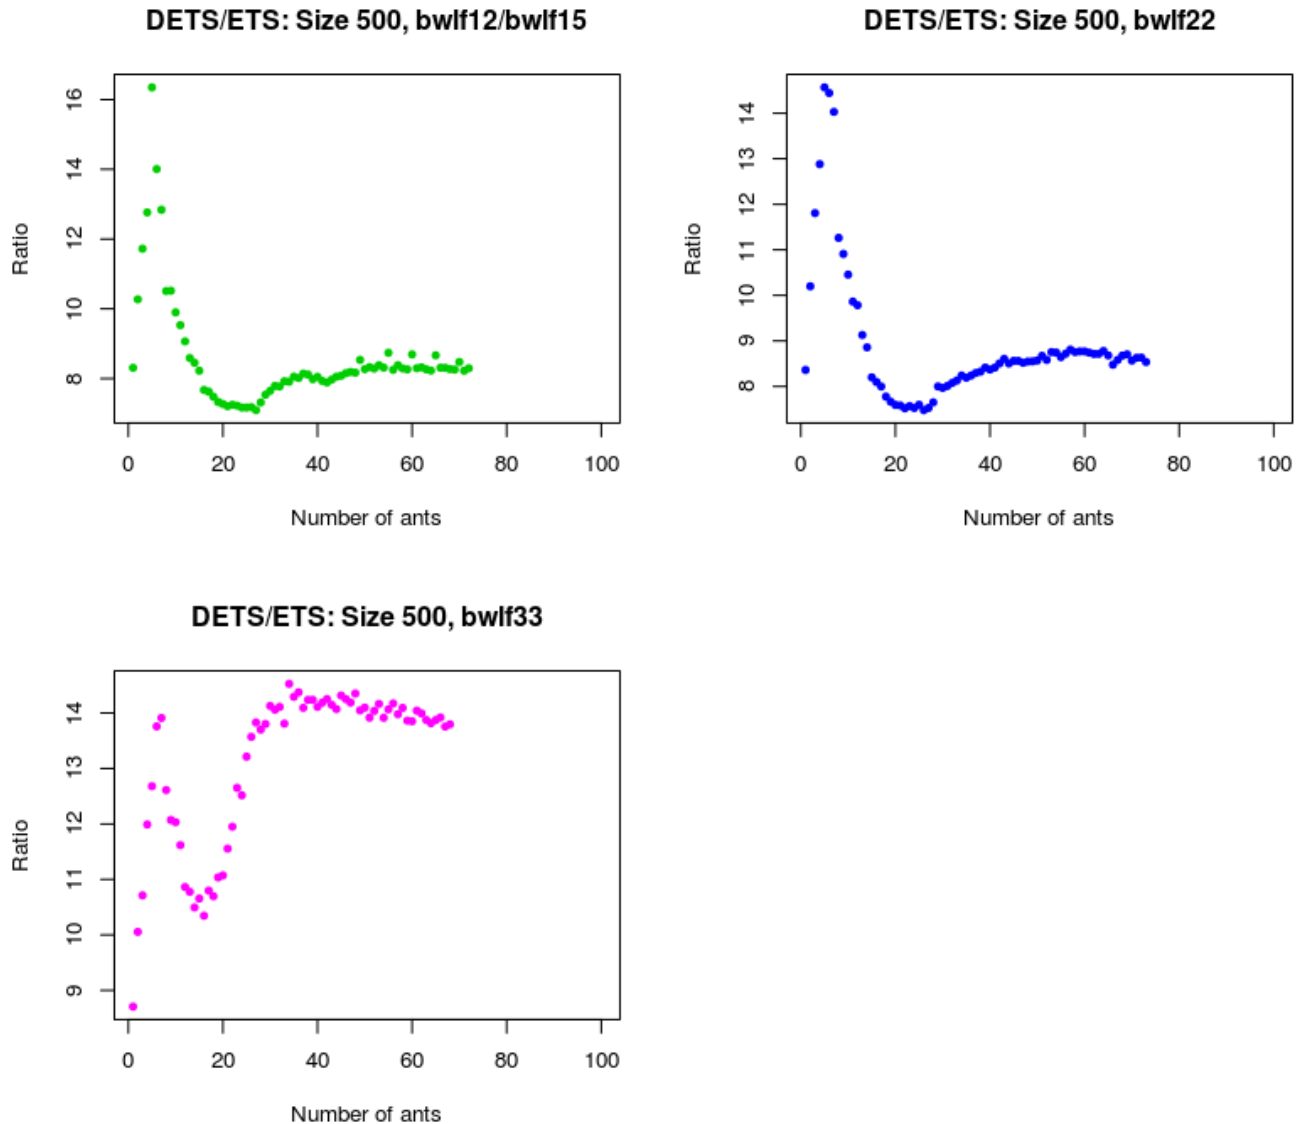 DETS/ETS: Size 500, bwlf12/bwlf15
Ratio
16
14
12
10
8
0 20 40 60 80 100
Number of ants
DETS/ETS: Size 500, bwlf22
Ratio
14
13
12
11
10
9
8
0 20 40 60 80 100
Number of ants
DETS/ETS: Size 500, bwlf33
Ratio
14
13
12
11
10
9
0 20 40 60 80 100
Number of ants